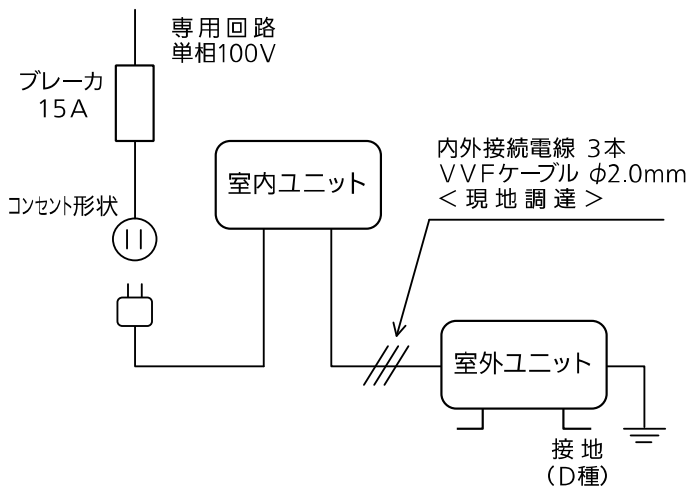 専用回路
単相100V
ブレーカ
15A
内外接続電線 3本
VVFケーブル φ2.0mm
<現地調達>
室内ユニット
コンセント形状
室外ユニット
接地
(D種)